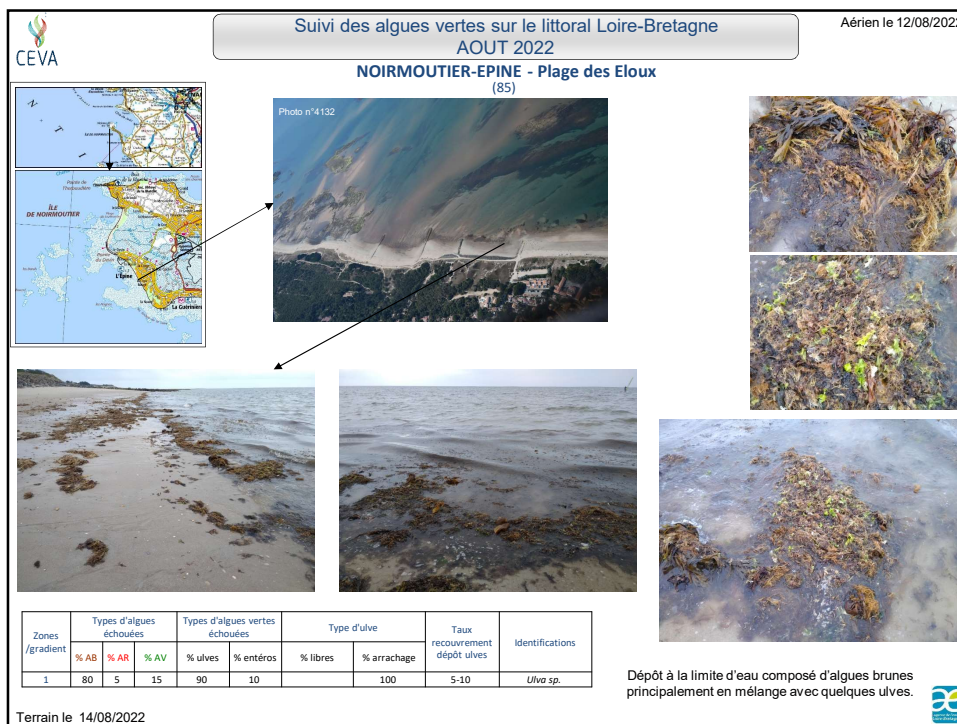 CEVA
Suivi des algues vertes sur le littoral Loire-Bretagne
AOUT 2022
Aérien le 12/08/2022
NOIRMOUTIER-EPINE - Plage des Eloux
(85)
Photo n°4132
ÎLE
DE NOIRMOUTIER
L'Épine
La Guérinière
Zones
/gradient
Types d'algues
échouées
Types d'algues vertes
échouées
Type d'ulve
Taux
recouvrement
dépôt ulves
Identifications
% AB % AR % AV % ulves % entéros % libres % arrachage
1 80 5 15 90 10 100 5-10 Ulva sp.
Dépôt à la limite d'eau composé d'algues brunes
principalement en mélange avec quelques ulves.
Terrain le 14/08/2022